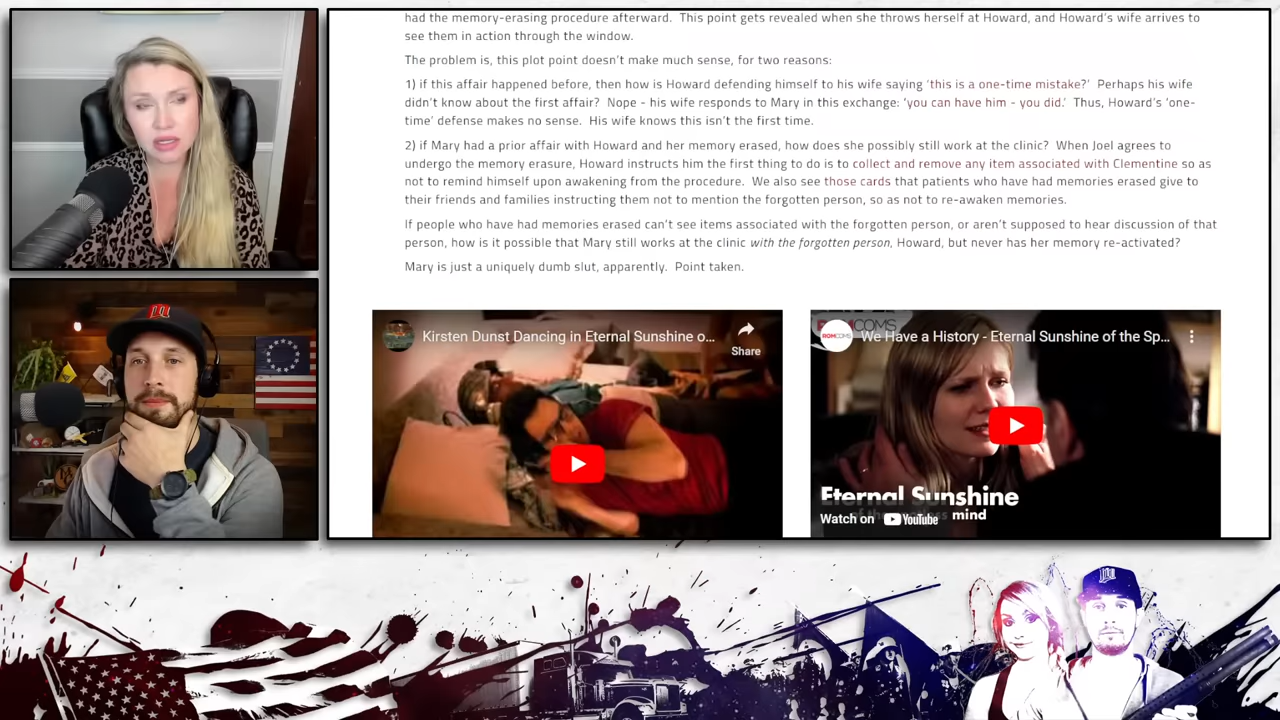 had the memory-erasing procedure afterward.  This point gets revealed when she throws herself at Howard, and Howard’s wife arrives to
see them in action through the window.
The problem is, this plot point doesn’t make much sense, for two reasons:
1) if this affair happened before, then how is Howard defending himself to his wife saying ‘this is a one-time mistake?’  Perhaps his wife
didn’t know about the first affair?  Nope - his wife responds to Mary in this exchange: ‘you can have him - you did.’  Thus, Howard’s ‘one-
time’ defense makes no sense.  His wife knows this isn’t the first time.
2) if Mary had a prior affair with Howard and her memory erased, how does she possibly still work at the clinic?  When Joel agrees to
undergo the memory erasure, Howard instructs him the first thing to do is to collect and remove any item associated with Clementine so as
not to remind himself upon awakening from the procedure.  We also see those cards that patients who have had memories erased give to
their friends and families instructing them not to mention the forgotten person, so as not to re-awaken memories.
If people who have had memories erased can’t see items associated with the forgotten person, or aren’t supposed to hear discussion of that
person, how is it possible that Mary still works at the clinic with the forgotten person, Howard, but never has her memory re-activated?
Mary is just a uniquely dumb slut, apparently.  Point taken.
Kirsten Dunst Dancing in Eternal Sunshine o...
Share
ROMCOMS
We Have a History - Eternal Sunshine of the Sp...
Eternal Sunshine
mind
Watch on YouTube